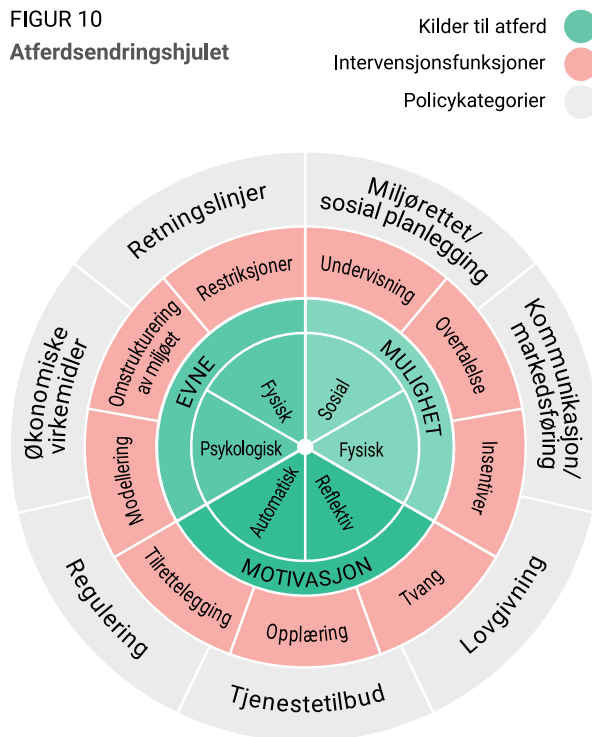 FIGUR 10
Atferdsendringshjulet
Kilder til atferd
Intervensjonsfunksjoner
Policykategorier
Retningslinjer
Miljørettet/
sosial planlegging
Kommunikasjon/
markedsføring
Lovgivning
Tjenestetilbud
Regulering
Økonomiske
virkemidler
Restriksjoner
Undervisning
Overtalelse
Insentiver
Tvang
Opplæring
Tilrettelegging
Modellering
Omstrukturering
av miljøet
EVNE
MULIGHET
MOTIVASJON
Fysisk
Sosial
Fysisk
Reflektiv
Automatisk
Psykologisk